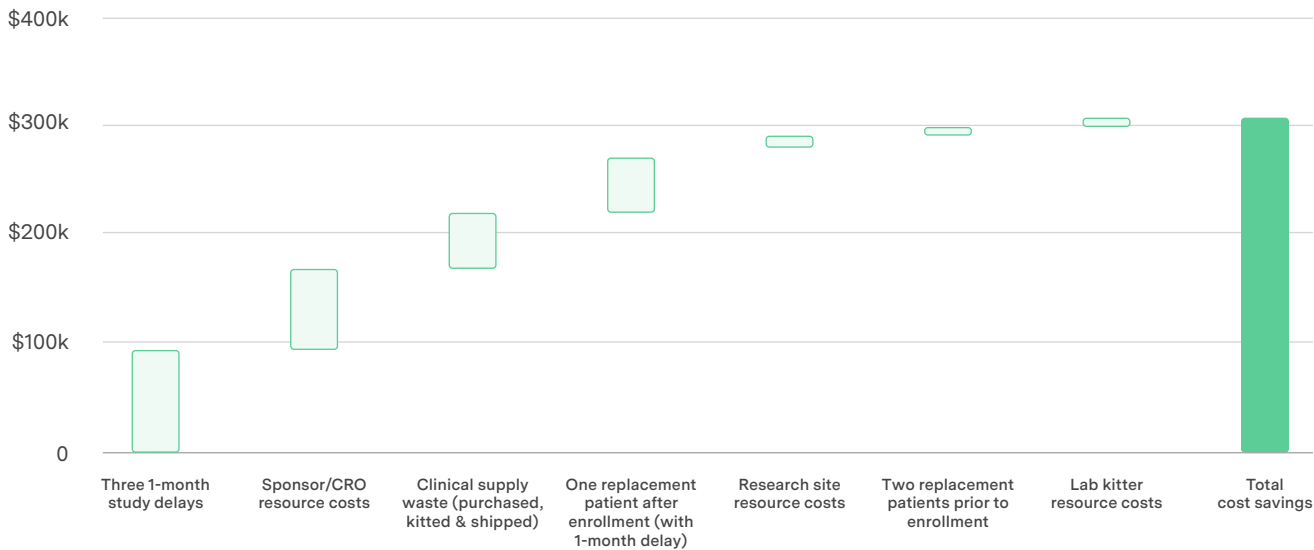 $400k
$300k
$200k
$100k
0
Three 1-month
study delays
Sponsor/CRO
resource costs
Clinical supply
waste (purchased,
kitted & shipped)
One replacement
patient after
enrollment (with
1-month delay)
Research site
resource costs
Two replacement
patients prior to
enrollment
Lab kitter
resource costs
Total
cost savings